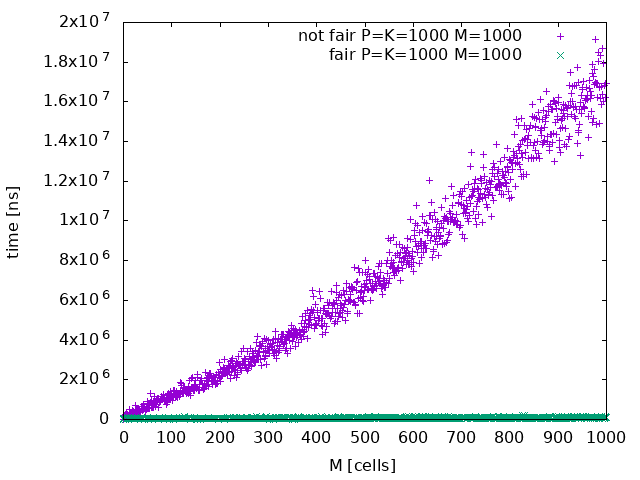 not fair P=K=1000 M=1000
fair P=K=1000 M=1000
2x10^7
1.8x10^7
1.6x10^7
1.4x10^7
1.2x10^7
1x10^7
8x10^6
6x10^6
4x10^6
2x10^6
0
time [ns]
0 100 200 300 400 500 600 700 800 900 1000
M [cells]